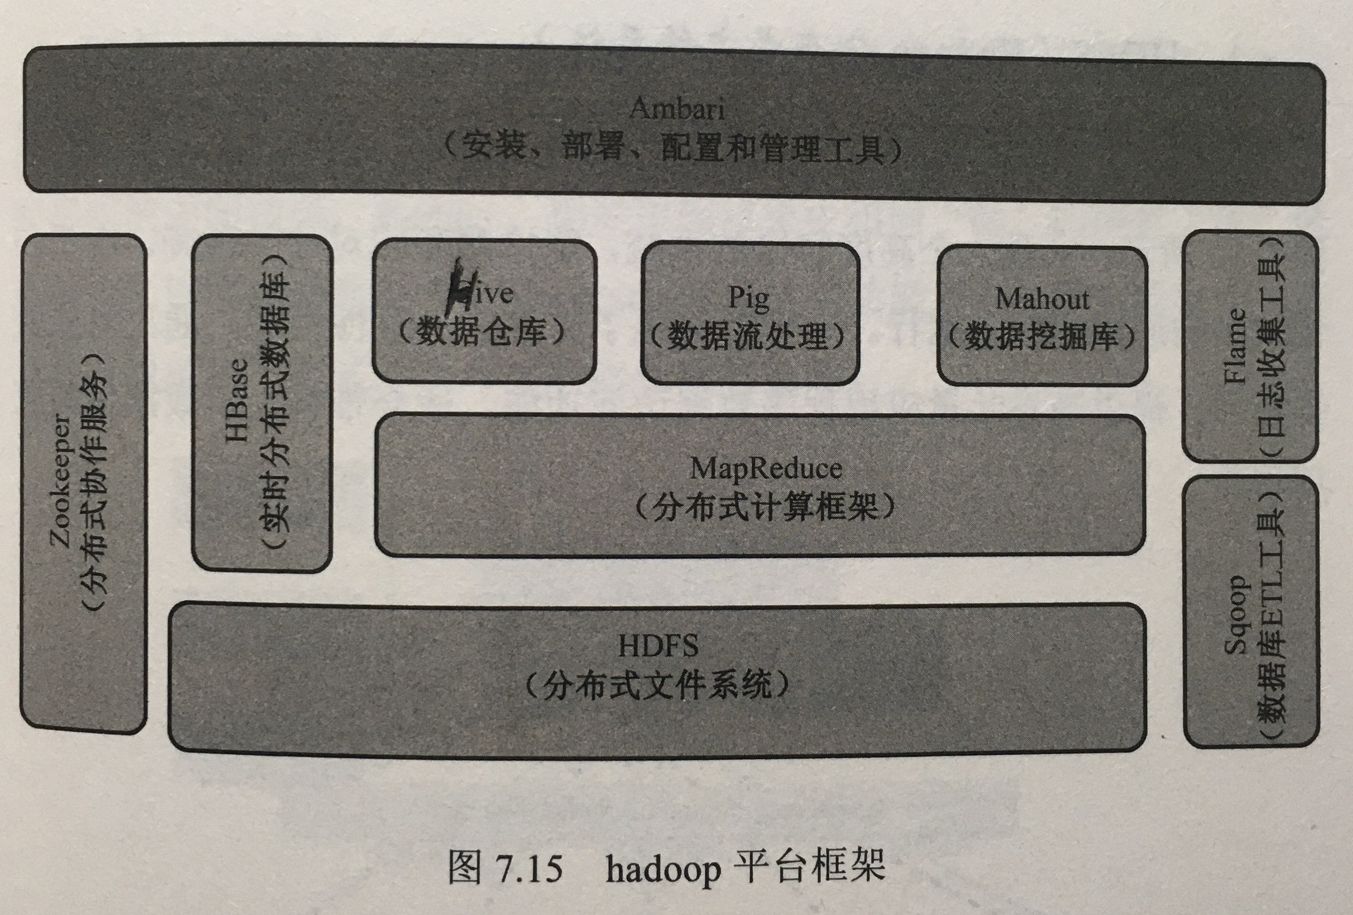 Ambari
（安装、部署、配置和管理工具）
Zookeeper
（分布式协作服务）
HBase
（实时分布式数据库）
Hive
（数据仓库）
Pig
（数据流处理）
Mahout
（数据挖掘库）
Flame
（日志收集工具）
MapReduce
（分布式计算框架）
Sqoop
（数据库ETL工具）
HDFS
（分布式文件系统）
图 7.15 hadoop 平台框架